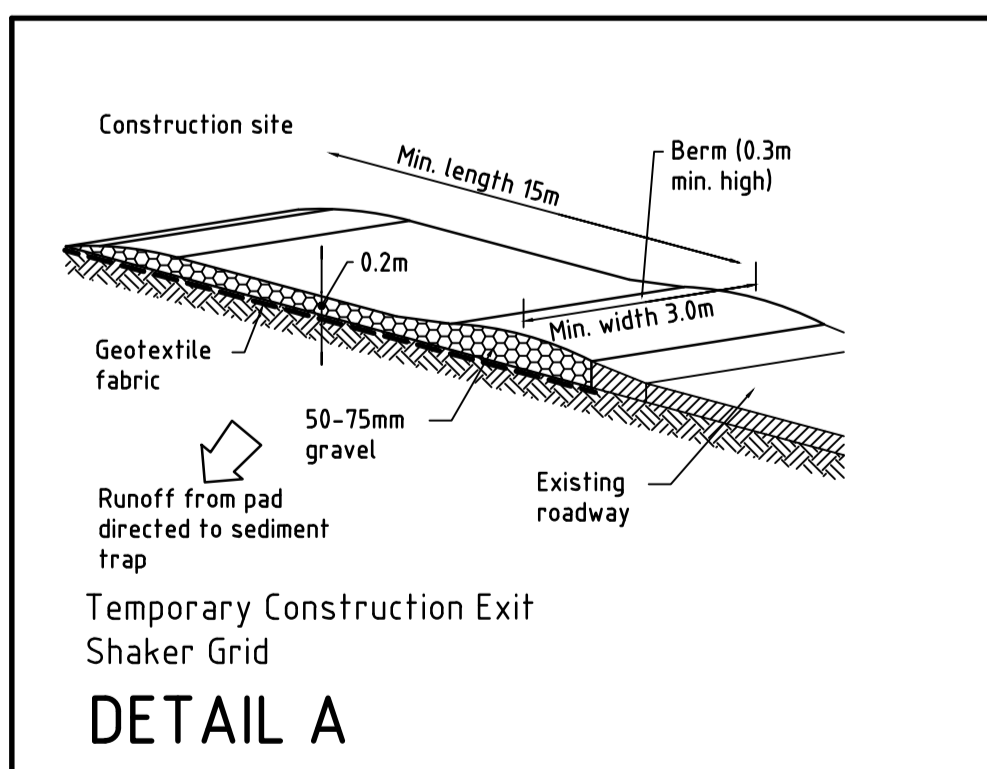 Construction site
Min. length 15m
Berm (0.3m
min. high)
0.2m
Min. width 3.0m
Geotextile
fabric
50-75mm
gravel
Existing
roadway
Runoff from pad
directed to sediment
trap
Temporary Construction Exit
Shaker Grid
DETAIL A